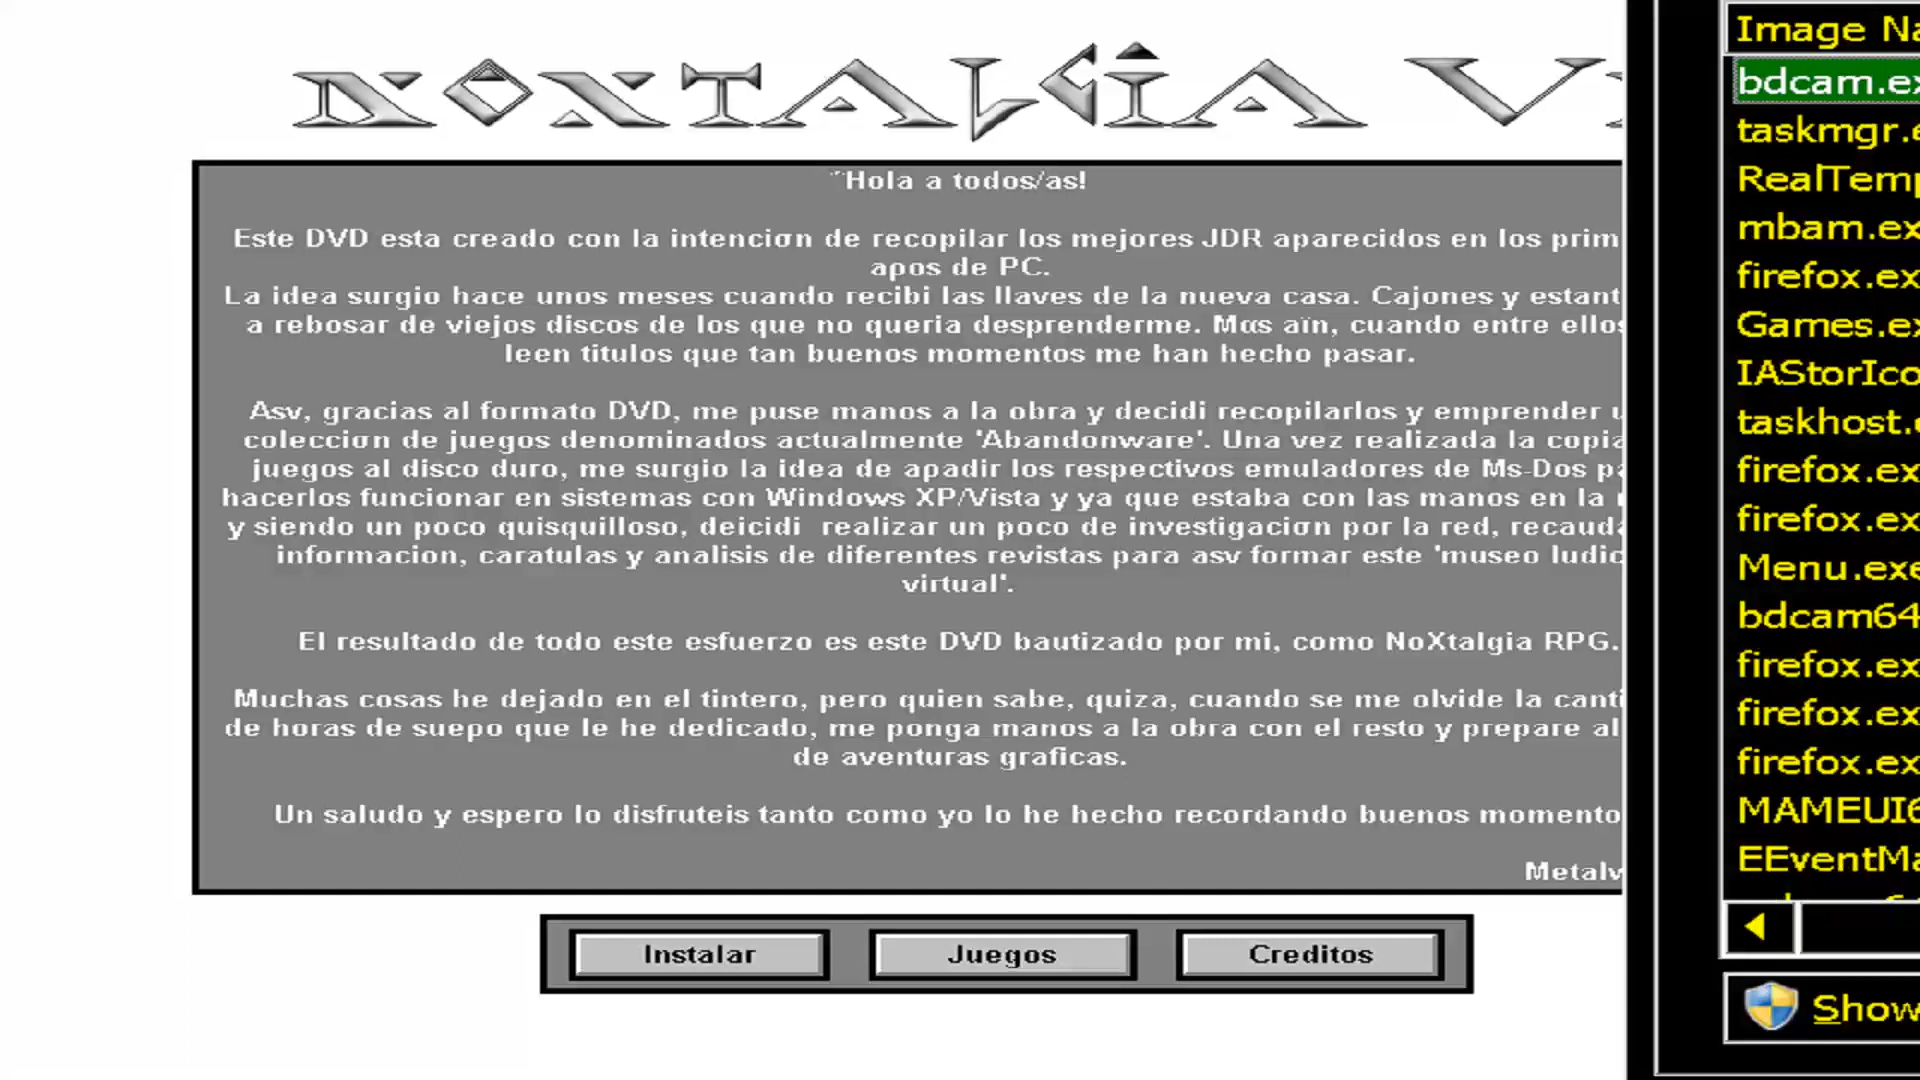 NOXTALGIA
¨Hola a todos/as!
Este DVD esta creado con la intenciσn de recopilar los mejores JDR aparecidos en los prim
apos de PC.
La idea surgio hace unos meses cuando recibi las llaves de la nueva casa. Cajones y estant
a rebosar de viejos discos de los que no queria desprenderme. Mαs aϊn, cuando entre ellos
leen titulos que tan buenos momentos me han hecho pasar.
Asv, gracias al formato DVD, me puse manos a la obra y decidi recopilarlos y emprender u
colecciσn de juegos denominados actualmente 'Abandonware'. Una vez realizada la copia
juegos al disco duro, me surgio la idea de apadir los respectivos emuladores de Ms-Dos pa
hacerlos funcionar en sistemas con Windows XP/Vista y ya que estaba con las manos en la
y siendo un poco quisquilloso, deicidi realizar un poco de investigaciσn por la red, recauda
informacion, caratulas y analisis de diferentes revistas para asv formar este 'museo ludic
virtual'.
El resultado de todo este esfuerzo es este DVD bautizado por mi, como NoXtalgia RPG.
Muchas cosas he dejado en el tintero, pero quien sabe, quiza, cuando se me olvide la canti
de horas de suepo que le he dedicado, me ponga manos a la obra con el resto y prepare al
de aventuras graficas.
Un saludo y espero lo disfruteis tanto como yo lo he hecho recordando buenos momento
Metalv
Instalar
Juegos
Creditos
Image Na
bdcam.ex
taskmgr.e
RealTemp
mbam.ex
firefox.ex
Games.ex
IAStorIco
taskhost.e
firefox.ex
firefox.ex
Menu.exe
bdcam64
firefox.ex
firefox.ex
firefox.ex
MAMEUI6
EEventMa
Show